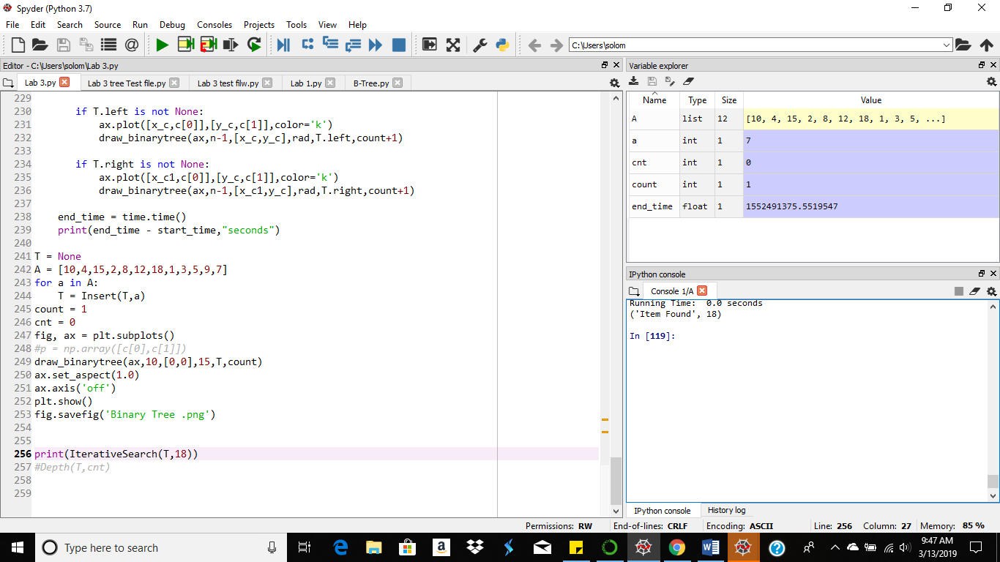 Spyder (Python 3.7)
File Edit Search Source Run Debug Consoles Projects Tools View Help
C:\Users\solom
Editor - C:\Users\solom\Lab 3.py
Lab 3.py Lab 3 tree Test file.py Lab 3 test filw.py Lab 1.py B-Tree.py
229
230 if T.left is not None:
231 ax.plot([x_c,c[0]],[y_c,c[1]],color='k')
232 draw_binarytree(ax,n-1,[x_c,y_c],rad,T.left,count+1)
233
234 if T.right is not None:
235 ax.plot([x_c1,c[0]],[y_c,c[1]],color='k')
236 draw_binarytree(ax,n-1,[x_c1,y_c],rad,T.right,count+1)
237
238 end_time = time.time()
239 print(end_time - start_time,"seconds")
240
241 T = None
242 A = [10,4,15,2,8,12,18,1,3,5,9,7]
243 for a in A:
244 T = Insert(T,a)
245 count = 1
246 cnt = 0
247 fig, ax = plt.subplots()
248 #p = np.array([c[0],c[1]])
249 draw_binarytree(ax,10,[0,0],15,T,count)
250 ax.set_aspect(1.0)
251 ax.axis('off')
252 plt.show()
253 fig.savefig('Binary Tree .png')
254
255
256 print(IterativeSearch(T,18))
257 #Depth(T,cnt)
258
259
Variable explorer
Name Type Size Value
A list 12 [10, 4, 15, 2, 8, 12, 18, 1, 3, 5, ...]
a int 1 7
cnt int 1 0
count int 1 1
end_time float 1 1552491375.5519547
IPython console
Console 1/A
Running Time: 0.0 seconds
('Item Found', 18)
In [119]:
IPython console History log
Permissions: RW End-of-lines: CRLF Encoding: ASCII Line: 256 Column: 27 Memory: 85 %
Type here to search
9:47 AM
3/13/2019